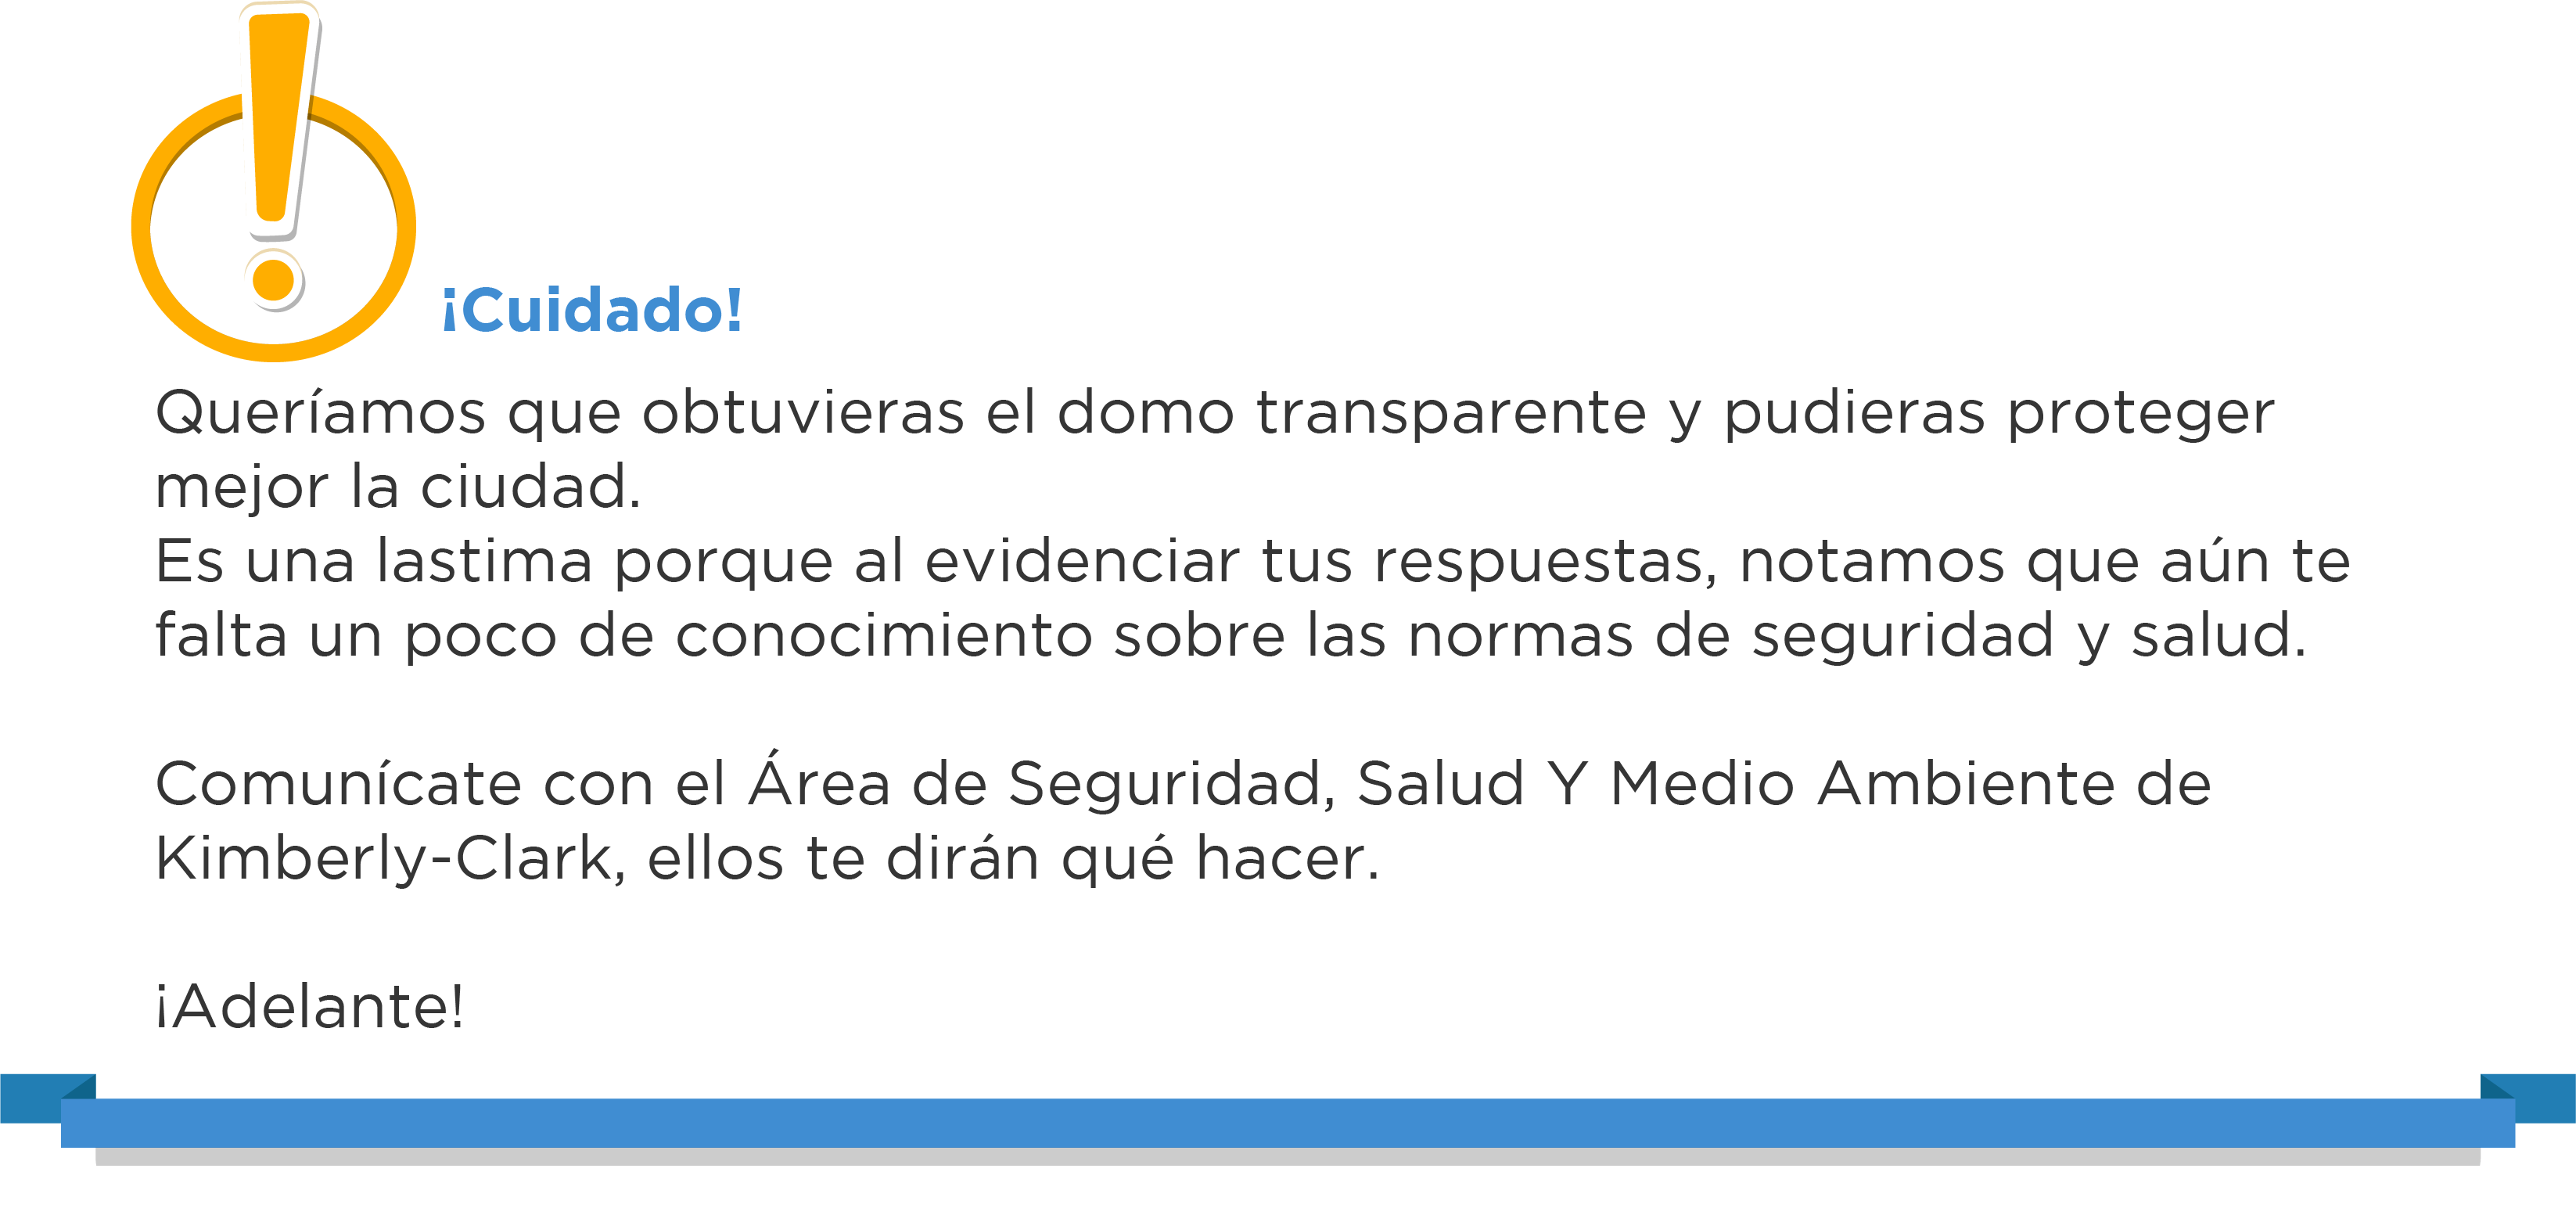 ¡Cuidado!
Queríamos que obtuvieras el domo transparente y pudieras proteger
mejor la ciudad.
Es una lastima porque al evidenciar tus respuestas, notamos que aún te
falta un poco de conocimiento sobre las normas de seguridad y salud.
Comunícate con el Área de Seguridad, Salud Y Medio Ambiente de
Kimberly-Clark, ellos te dirán qué hacer.
¡Adelante!